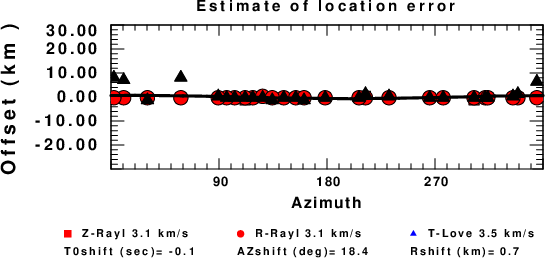 Estimate of location error
30.00
20.00
10.00
0.00
-10.00
-20.00
Offset (km)
90 180 270
Azimuth
Z-Rayl 3.1 km/s R-Rayl 3.1 km/s T-Love 3.5 km/s
T0shift (sec)= -0.1 AZshift (deg)= 18.4 Rshift (km)= 0.7